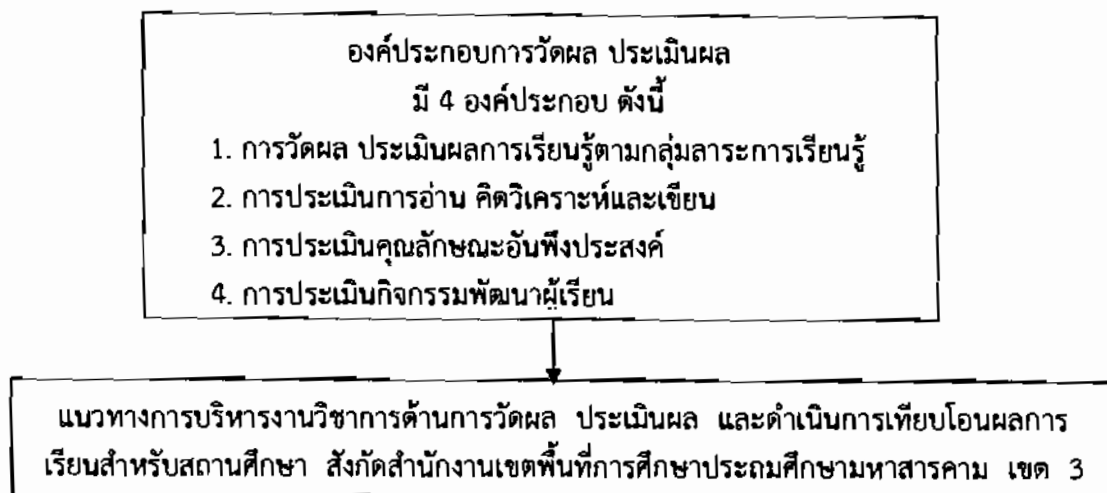 องค์ประกอบการวัดผล ประเมินผล
มี 4 องค์ประกอบ ดังนี้
1. การวัดผล ประเมินผลการเรียนรู้ตามกลุ่มสาระการเรียนรู้
2. การประเมินการอ่าน คิดวิเคราะห์และเขียน
3. การประเมินคุณลักษณะอันพึงประสงค์
4. การประเมินกิจกรรมพัฒนาผู้เรียน
แนวทางการบริหารงานวิชาการด้านการวัดผล ประเมินผล และดำเนินการเทียบโอนผลการ
เรียนสำหรับสถานศึกษา สังกัดสำนักงานเขตพื้นที่การศึกษาประถมศึกษามหาสารคาม เขต 3